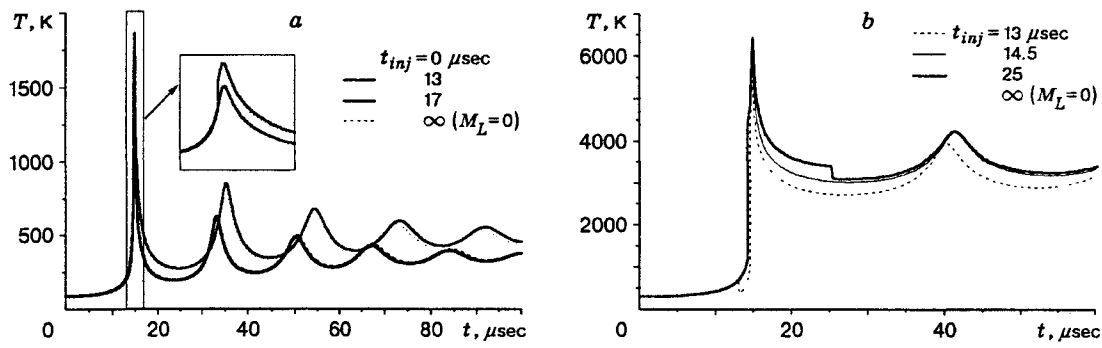 T, K
a
1500
1000
500
0
20
40
60
80
t, μsec
t_inj=0 μsec
13
17
∞ (M_L=0)
T, K
b
6000
4000
2000
0
20
40
t, μsec
t_inj=13 μsec
14.5
25
∞ (M_L=0)